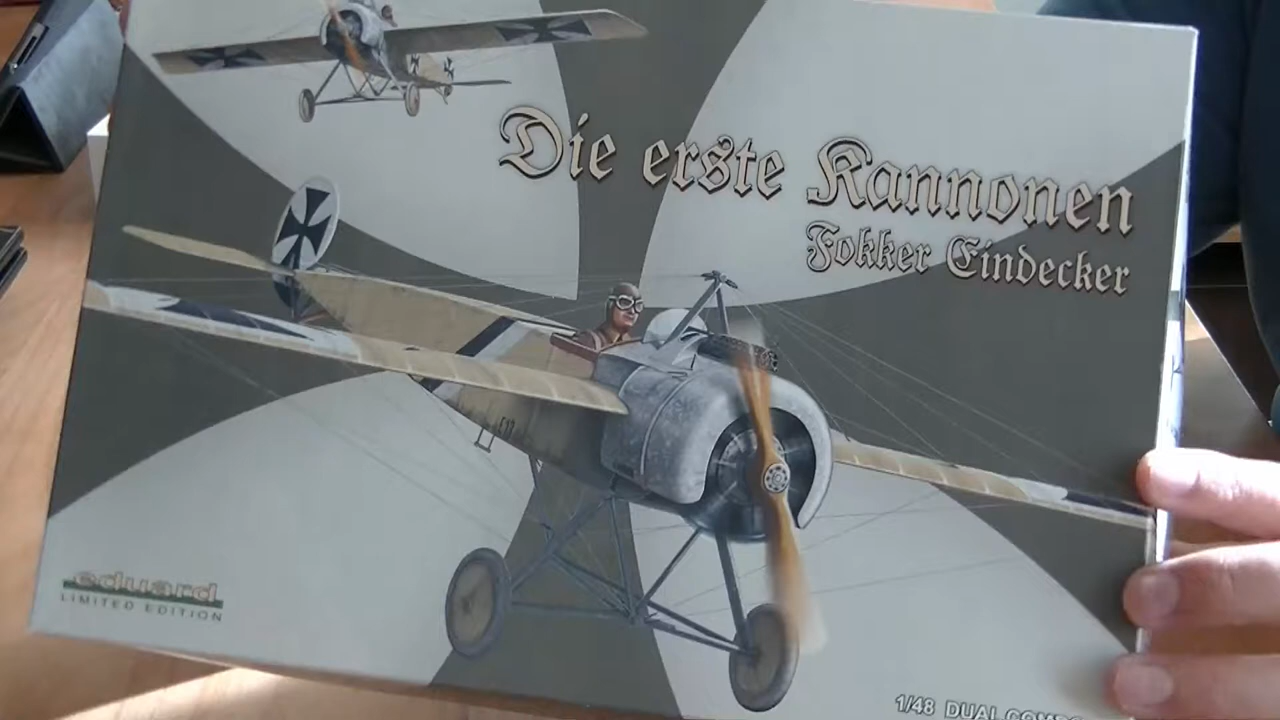 Die erste Kannonen
Fokker Eindecker
eduard
LIMITED EDITION
1/48 DUAL